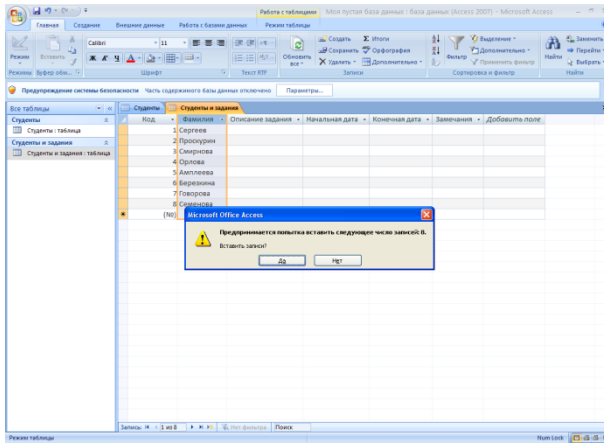 Работа с таблицами Моя пустая база данных : база данных (Access 2007) - Microsoft Access
Главная Создание Внешние данные Работа с базами данных Режим таблицы
Calibri 11 Создать Итоги Выделение Заменить
Режим Вставить Ж К Ч Обновить все Сохранить Орфография Фильтр Дополнительно Найти Перейти
Удалить Дополнительно Применить фильтр Выбрать
Режимы Буфер обм... Шрифт Текст RTF Записи Сортировка и фильтр Найти
Предупреждение системы безопасности Часть содержимого базы данных отключено Параметры...
Все таблицы Студенты Студенты и задания
Студенты Код Фамилия Описание задания Начальная дата Конечная дата Замечания Добавить поле
Студенты : таблица 1 Сергеев
Студенты и задания 2 Проскурин
Студенты и задания : таблица 3 Смирнова
4 Орлова
5 Амплеева
6 Березкина
7 Говорова
8 Семенова
* (№)
Microsoft Office Access
Предпринимается попытка вставить следующее число записей: 8.
Вставить записи?
Да Нет
Запись: 1 из 8 Нет фильтра Поиск
Режим таблицы Num Lock